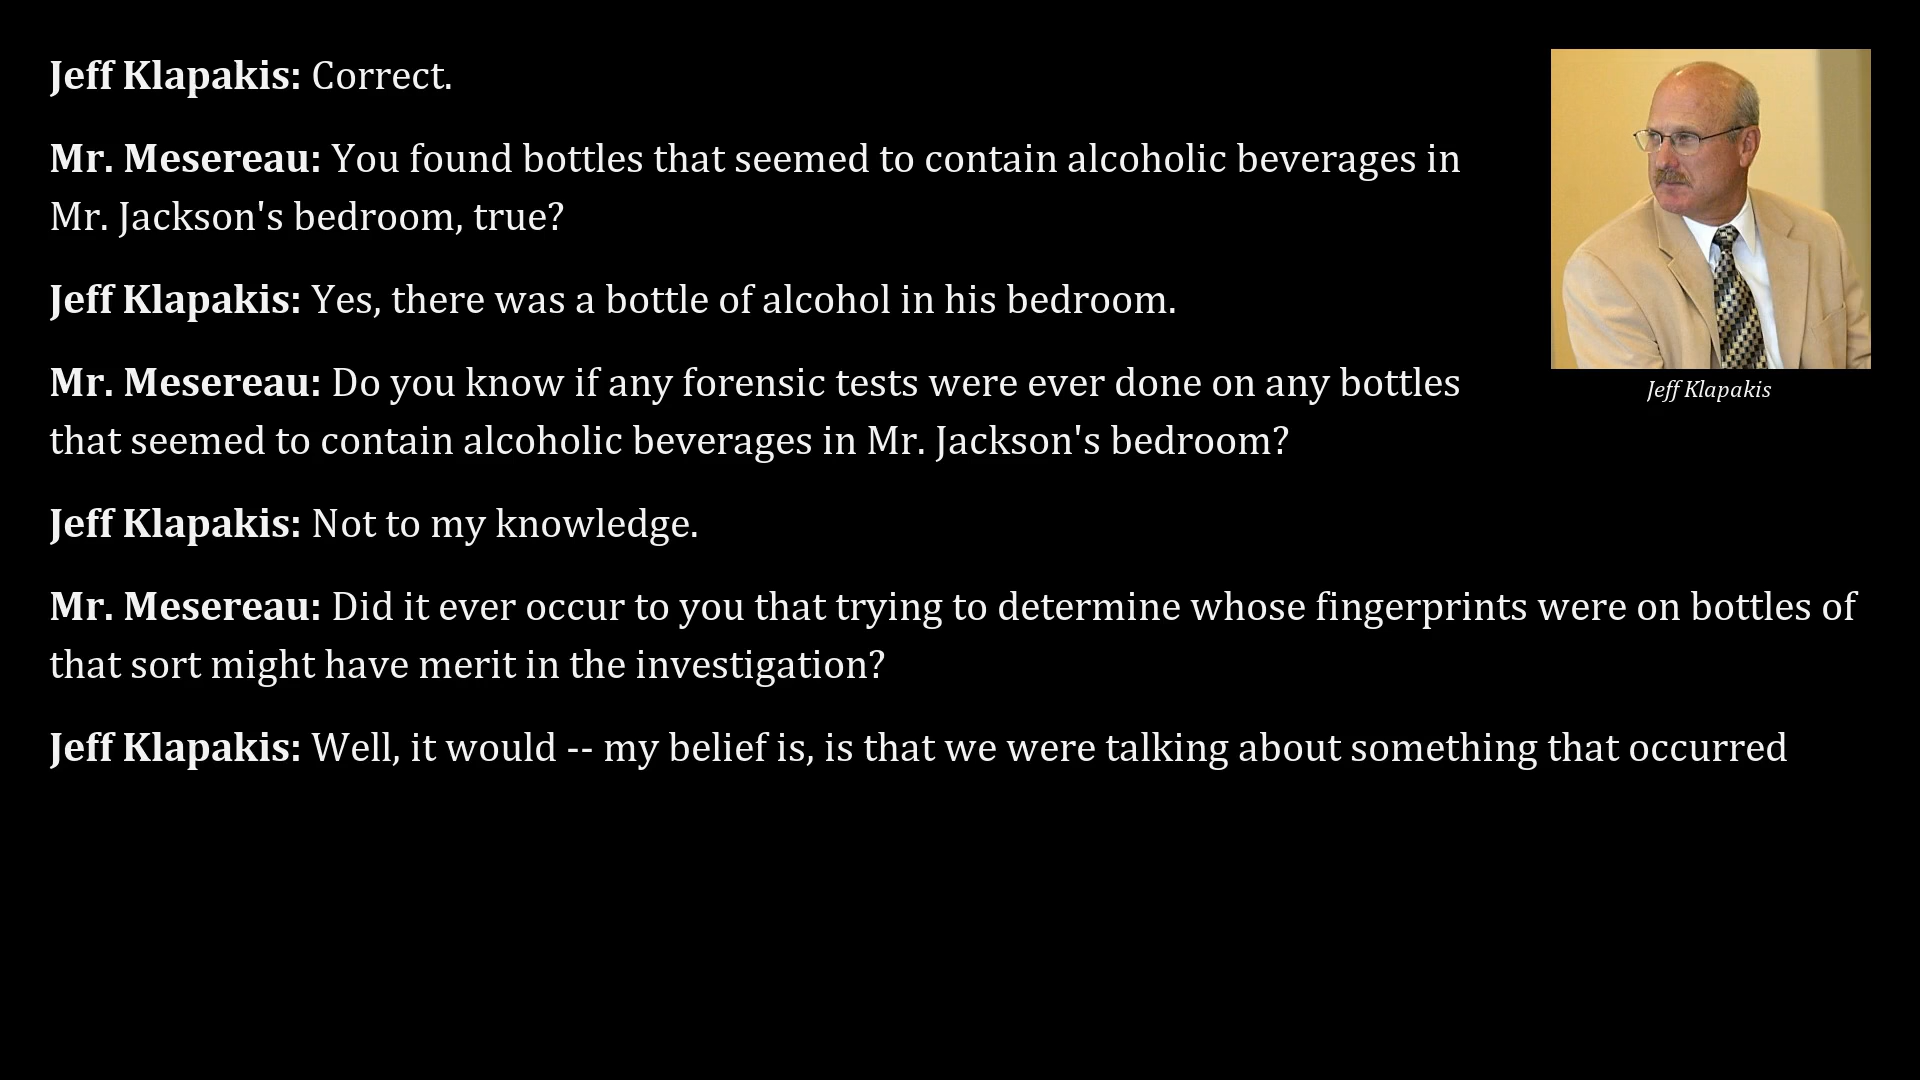 Jeff Klapakis: Correct.
Mr. Mesereau: You found bottles that seemed to contain alcoholic beverages in
Mr. Jackson's bedroom, true?
Jeff Klapakis: Yes, there was a bottle of alcohol in his bedroom.
Mr. Mesereau: Do you know if any forensic tests were ever done on any bottles
that seemed to contain alcoholic beverages in Mr. Jackson's bedroom?
Jeff Klapakis: Not to my knowledge.
Mr. Mesereau: Did it ever occur to you that trying to determine whose fingerprints were on bottles of
that sort might have merit in the investigation?
Jeff Klapakis: Well, it would -- my belief is, is that we were talking about something that occurred
Jeff Klapakis